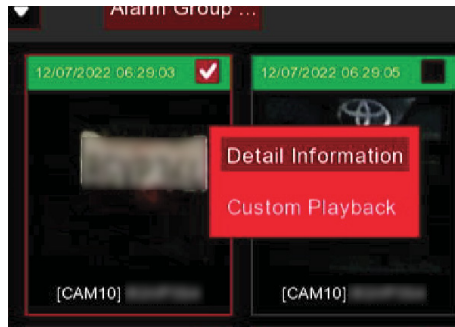 Alarm Group ...
12/07/2022 06:29:03
12/07/2022 06:29:05
Detail Information
Custom Playback
[CAM10]
[CAM10]